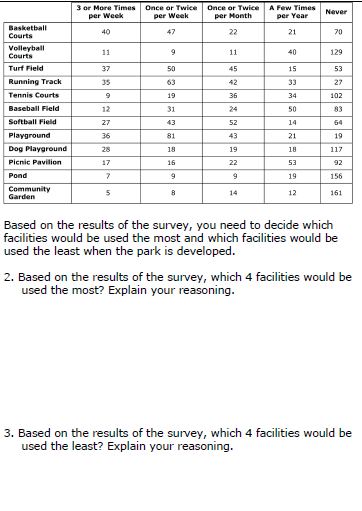 3 or More Times per Week | Once or Twice per Week | Once or Twice per Month | A Few Times per Year | Never
Basketball Courts | 40 | 47 | 22 | 21 | 70
Volleyball Courts | 11 | 9 | 11 | 40 | 129
Turf Field | 37 | 50 | 45 | 15 | 53
Running Track | 35 | 63 | 42 | 33 | 27
Tennis Courts | 9 | 19 | 36 | 34 | 102
Baseball Field | 12 | 31 | 24 | 50 | 83
Softball Field | 27 | 43 | 52 | 14 | 64
Playground | 36 | 81 | 43 | 21 | 19
Dog Playground | 28 | 18 | 19 | 18 | 117
Picnic Pavilion | 17 | 16 | 22 | 53 | 92
Pond | 7 | 9 | 9 | 19 | 156
Community Garden | 5 | 8 | 14 | 12 | 161
Based on the results of the survey, you need to decide which
facilities would be used the most and which facilities would be
used the least when the park is developed.
2. Based on the results of the survey, which 4 facilities would be
used the most? Explain your reasoning.
3. Based on the results of the survey, which 4 facilities would be
used the least? Explain your reasoning.